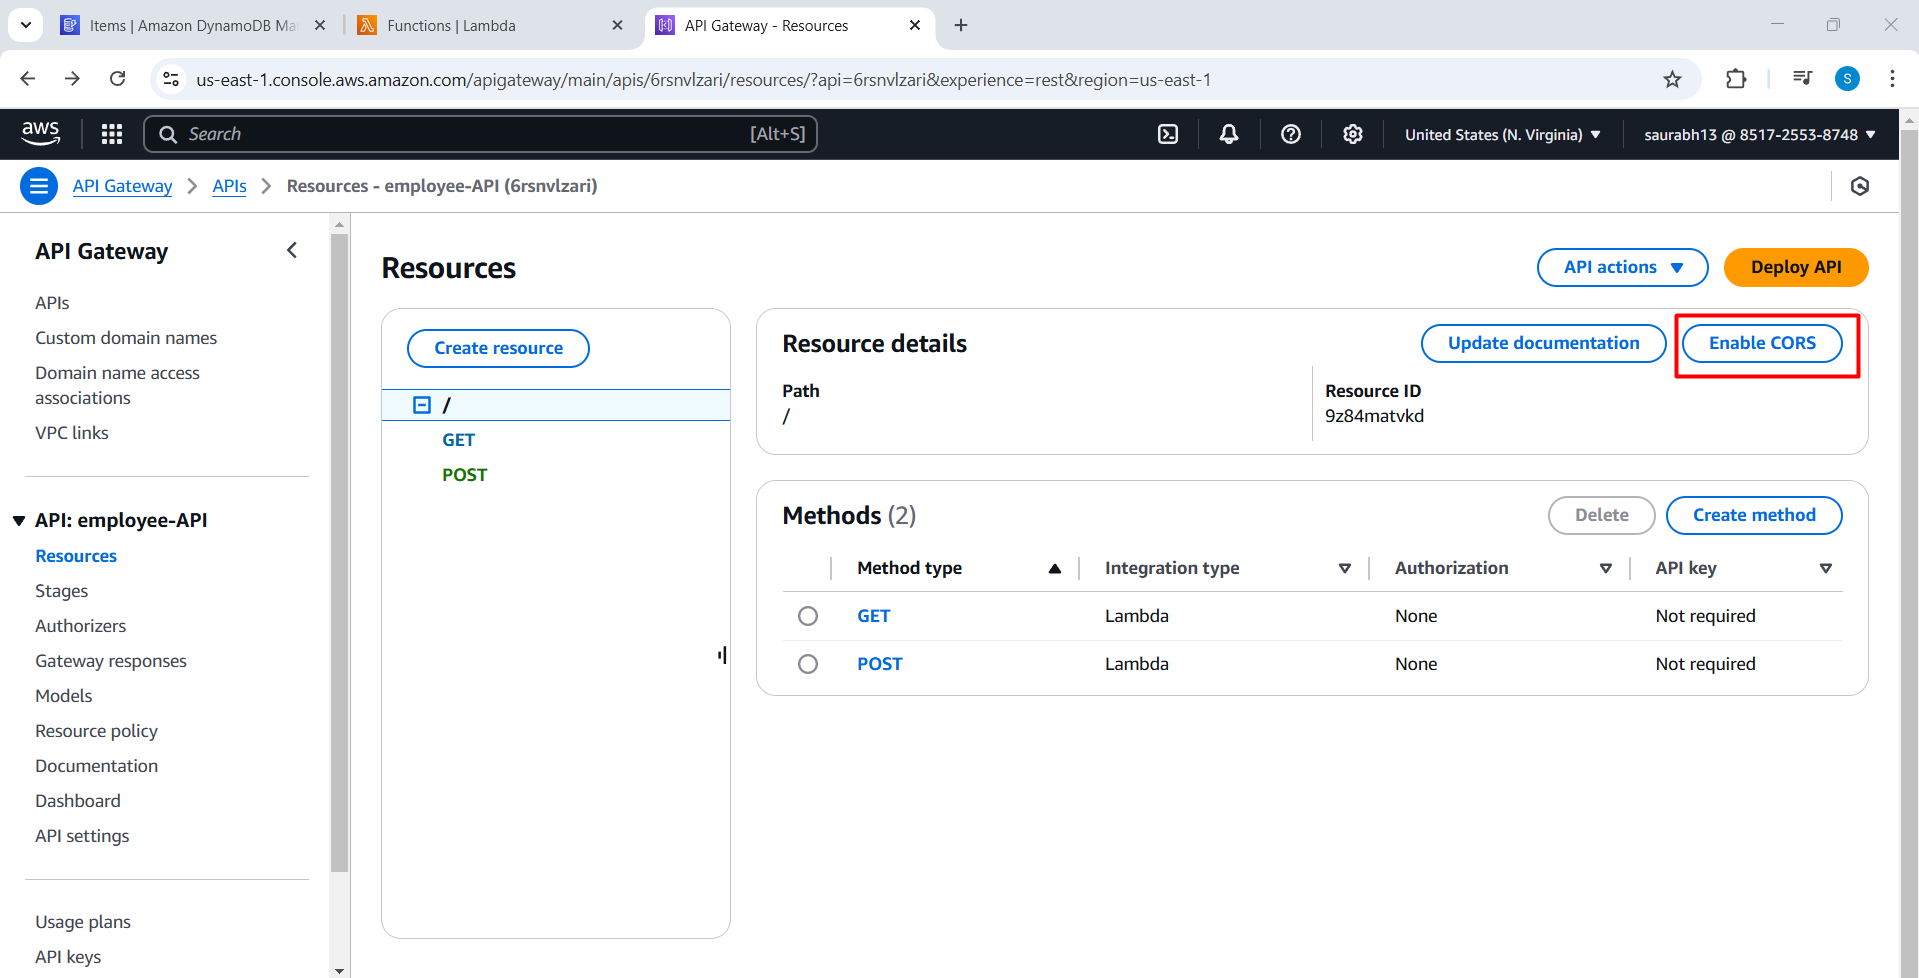 Items | Amazon DynamoDB Ma
Functions | Lambda
API Gateway - Resources
us-east-1.console.aws.amazon.com/apigateway/main/apis/6rsnvlzari/resources/?api=6rsnvlzari&experience=rest&region=us-east-1
S
aws
Search
[Alt+S]
United States (N. Virginia)
saurabh13 @ 8517-2553-8748
API Gateway
APIs
Resources - employee-API (6rsnvlzari)
API Gateway
APIs
Custom domain names
Domain name access
associations
VPC links
API: employee-API
Resources
Stages
Authorizers
Gateway responses
Models
Resource policy
Documentation
Dashboard
API settings
Usage plans
API keys
Resources
API actions
Deploy API
Create resource
/
GET
POST
Resource details
Update documentation
Enable CORS
Path
/
Resource ID
9z84matvkd
Methods (2)
Delete
Create method
Method type Integration type Authorization API key
GET Lambda None Not required
POST Lambda None Not required